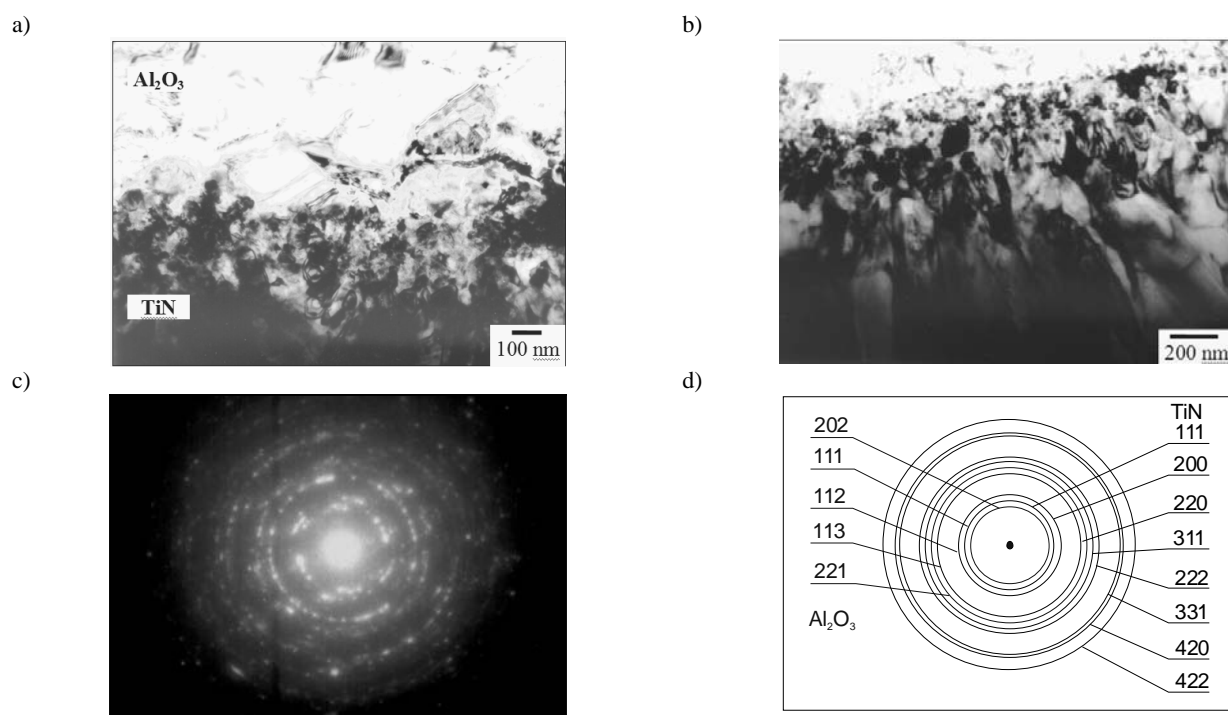 a)
b)
Al₂O₃
TiN
100 nm
200 nm
c)
d)
202
111
112
113
221
Al₂O₃
TiN
111
200
220
311
222
331
420
422